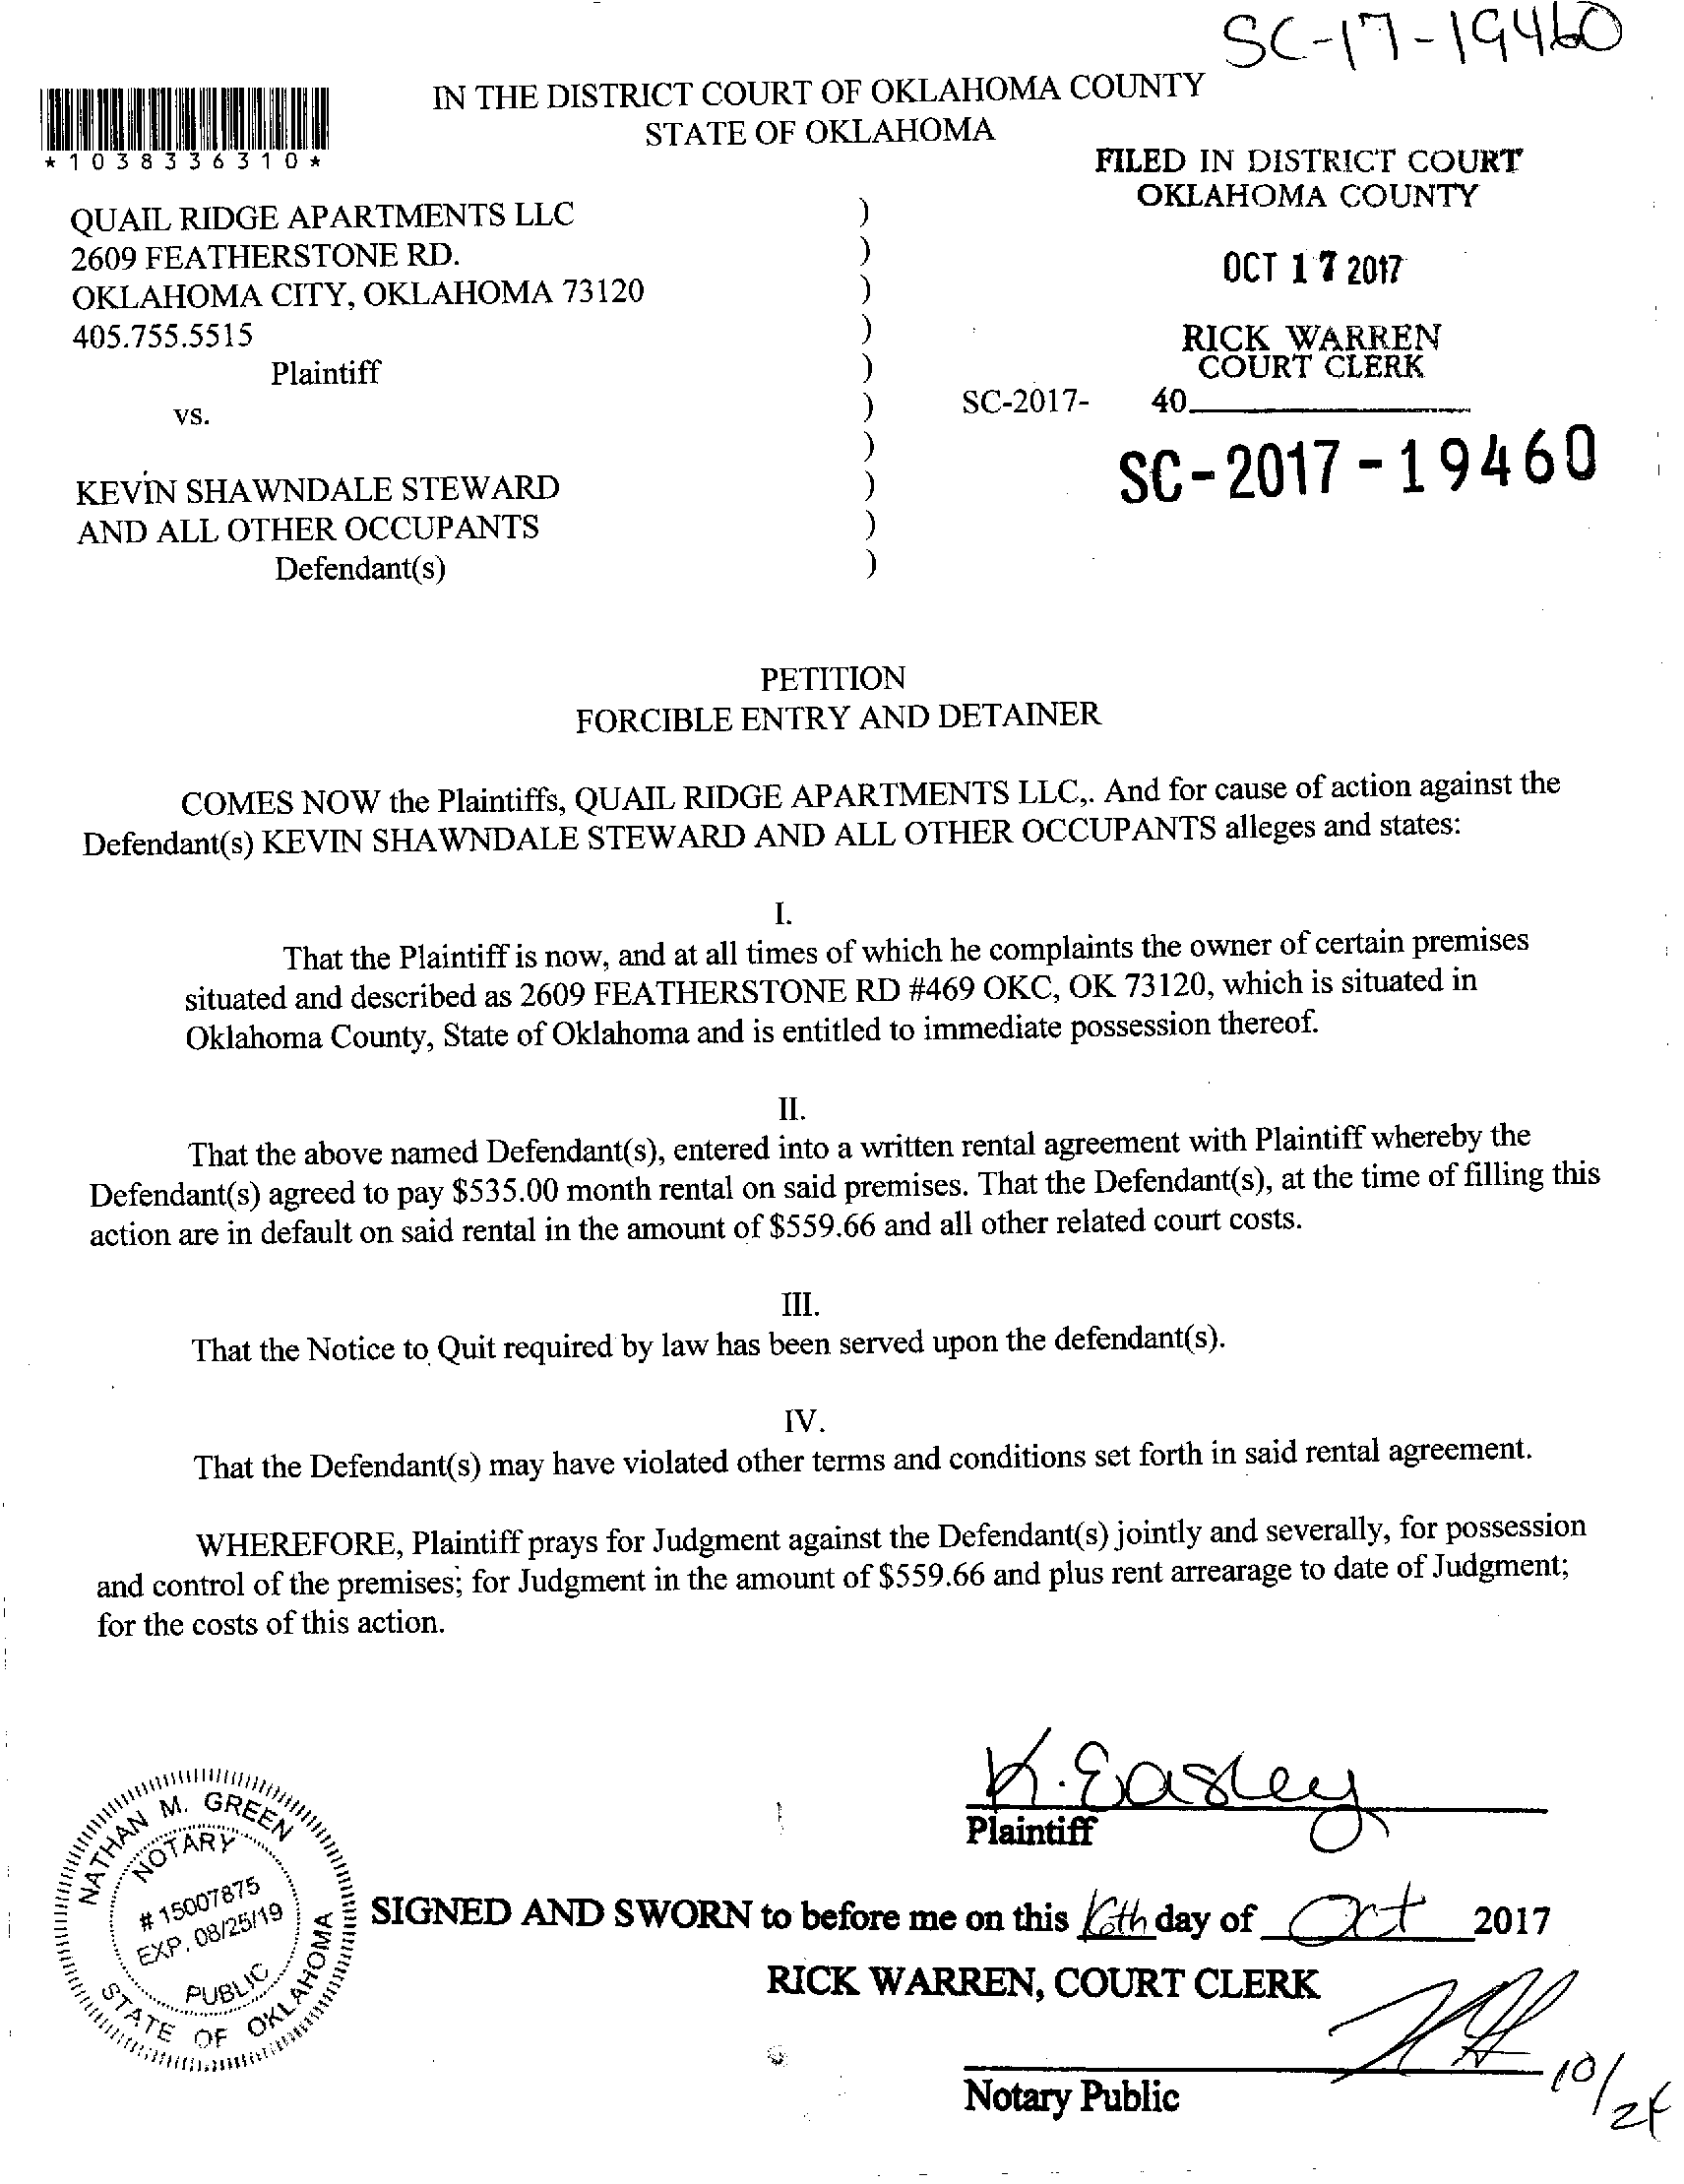 SC-17-19460
IN THE DISTRICT COURT OF OKLAHOMA COUNTY
STATE OF OKLAHOMA
*1038336310*
FILED IN DISTRICT COURT
OKLAHOMA COUNTY
OCT 17 2017
RICK WARREN
COURT CLERK
QUAIL RIDGE APARTMENTS LLC )
2609 FEATHERSTONE RD. )
OKLAHOMA CITY, OKLAHOMA 73120 )
405.755.5515 )
Plaintiff )
vs. ) SC-2017- 40.
)
SC-2017-19460
KEVIN SHAWNDALE STEWARD )
AND ALL OTHER OCCUPANTS )
Defendant(s) )
PETITION
FORCIBLE ENTRY AND DETAINER
COMES NOW the Plaintiffs, QUAIL RIDGE APARTMENTS LLC,. And for cause of action against the
Defendant(s) KEVIN SHAWNDALE STEWARD AND ALL OTHER OCCUPANTS alleges and states:
I.
That the Plaintiff is now, and at all times of which he complaints the owner of certain premises
situated and described as 2609 FEATHERSTONE RD #469 OKC, OK 73120, which is situated in
Oklahoma County, State of Oklahoma and is entitled to immediate possession thereof.
II.
That the above named Defendant(s), entered into a written rental agreement with Plaintiff whereby the
Defendant(s) agreed to pay $535.00 month rental on said premises. That the Defendant(s), at the time of filling this
action are in default on said rental in the amount of $559.66 and all other related court costs.
III.
That the Notice to Quit required by law has been served upon the defendant(s).
IV.
That the Defendant(s) may have violated other terms and conditions set forth in said rental agreement.
WHEREFORE, Plaintiff prays for Judgment against the Defendant(s) jointly and severally, for possession
and control of the premises; for Judgment in the amount of $559.66 and plus rent arrearage to date of Judgment;
for the costs of this action.
K. Easley
Plaintiff
NATHAN M. GREEN
NOTARY
# 15007875
EXP. 08/25/19
PUBLIC
STATE OF OKLAHOMA
SIGNED AND SWORN to before me on this 16th day of Oct 2017
RICK WARREN, COURT CLERK
Notary Public
10/24